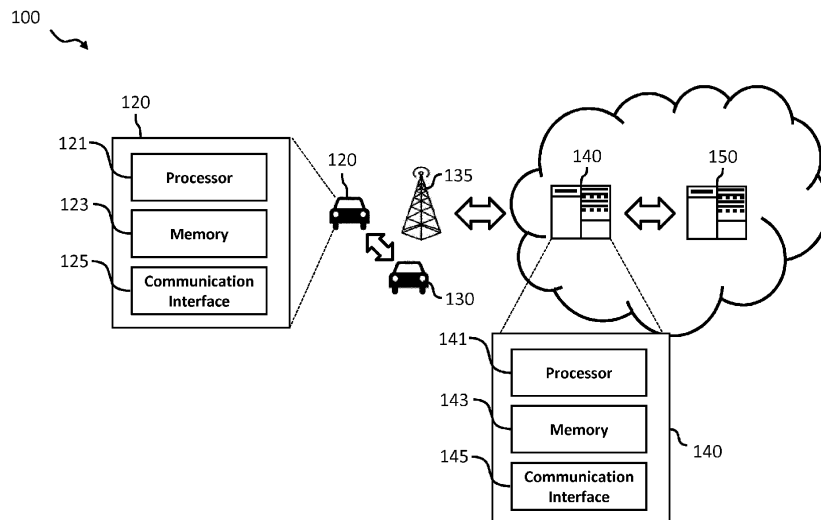 100
120
121
Processor
123
Memory
125
Communication
Interface
120
135
130
140
150
141
Processor
143
Memory
145
Communication
Interface
140